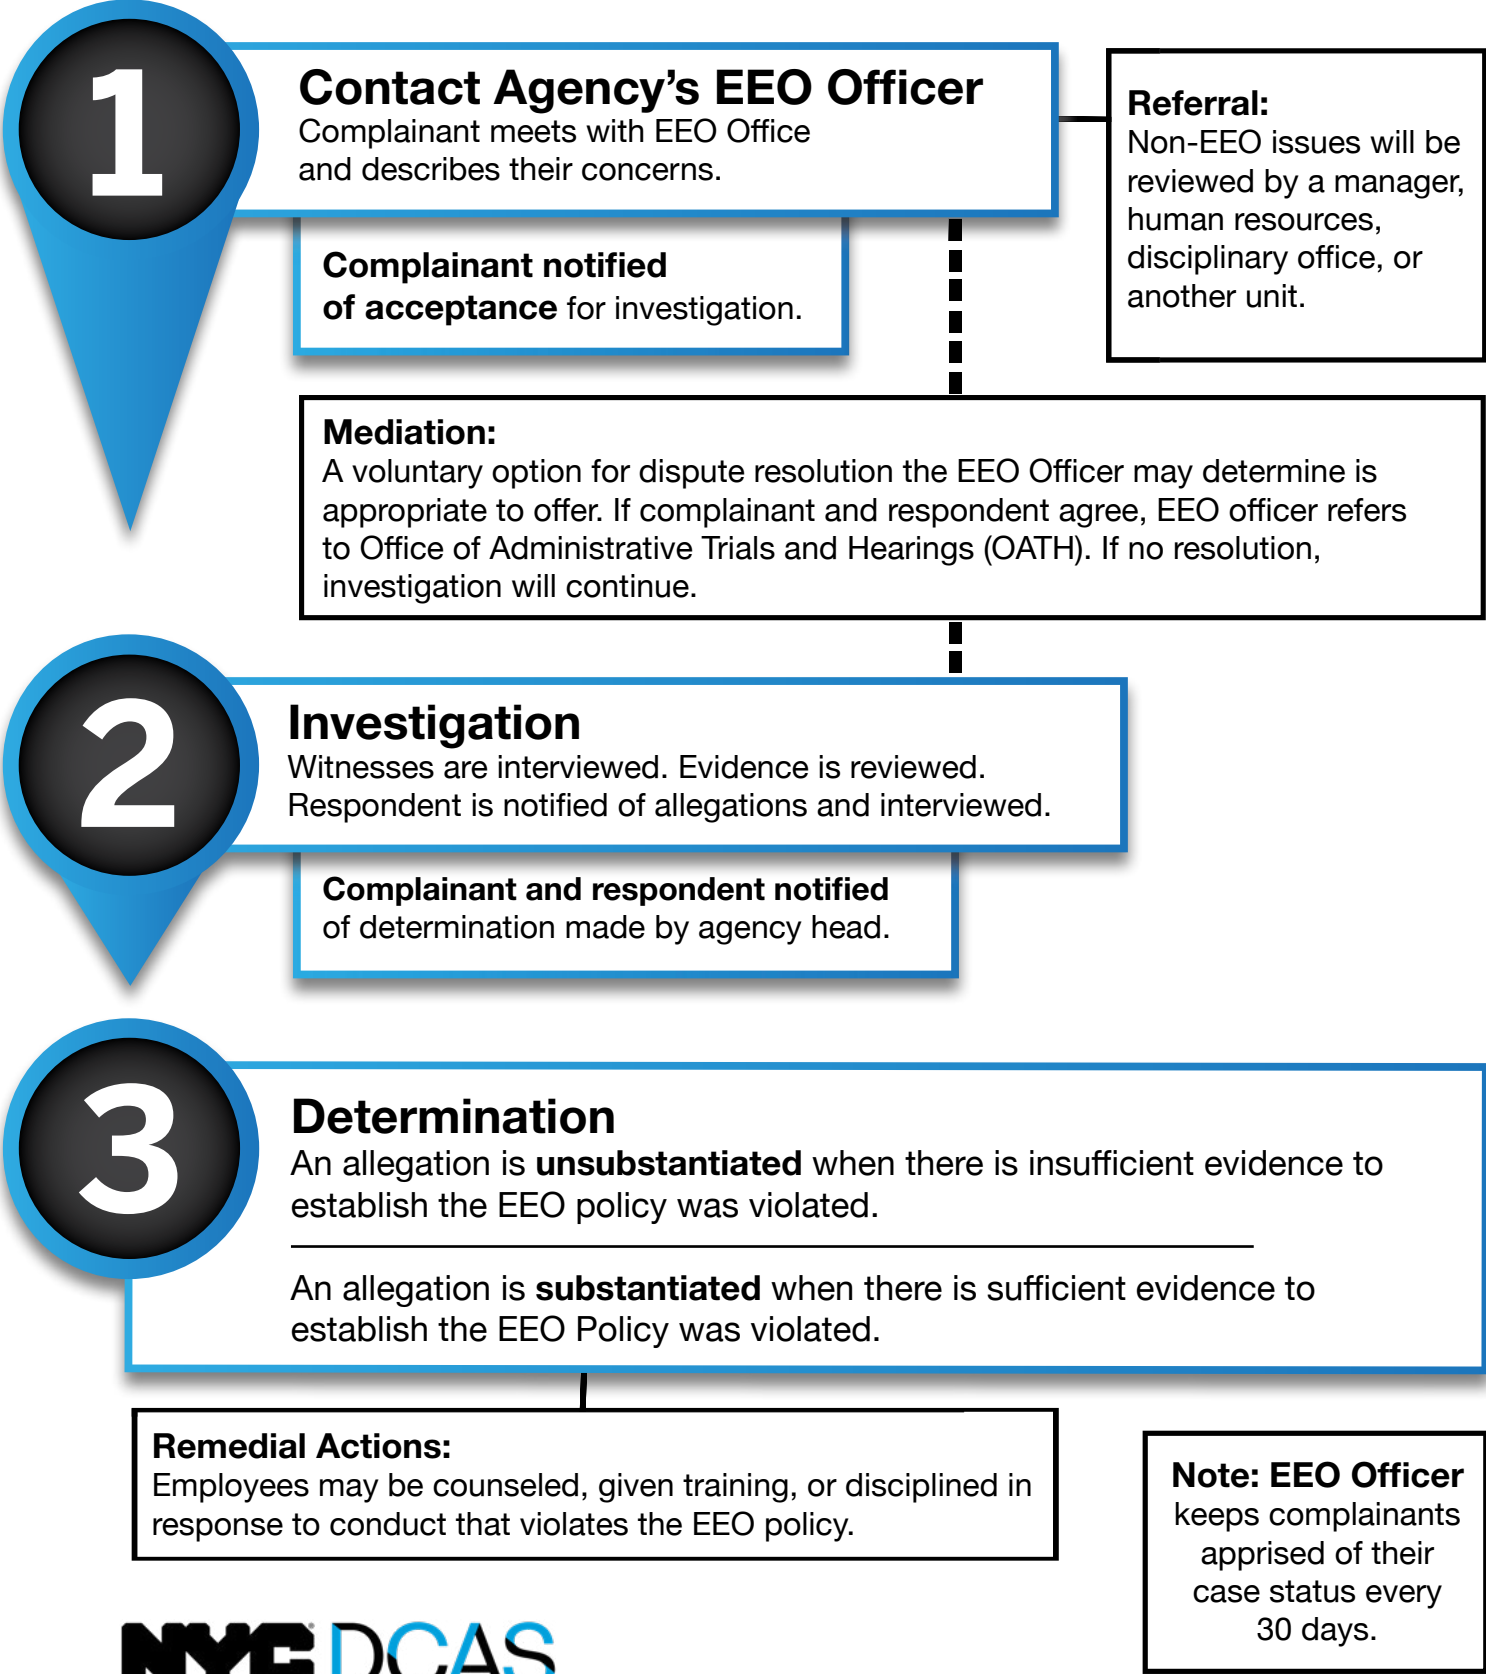 1
Contact Agency's EEO Officer
Complainant meets with EEO Office
and describes their concerns.
Referral:
Non-EEO issues will be
reviewed by a manager,
human resources,
disciplinary office, or
another unit.
Complainant notified
of acceptance for investigation.
Mediation:
A voluntary option for dispute resolution the EEO Officer may determine is
appropriate to offer. If complainant and respondent agree, EEO officer refers
to Office of Administrative Trials and Hearings (OATH). If no resolution,
investigation will continue.
2
Investigation
Witnesses are interviewed. Evidence is reviewed.
Respondent is notified of allegations and interviewed.
Complainant and respondent notified
of determination made by agency head.
3
Determination
An allegation is unsubstantiated when there is insufficient evidence to
establish the EEO policy was violated.
An allegation is substantiated when there is sufficient evidence to
establish the EEO Policy was violated.
Remedial Actions:
Employees may be counseled, given training, or disciplined in
response to conduct that violates the EEO policy.
Note: EEO Officer
keeps complainants
apprised of their
case status every
30 days.
NYC DCAS